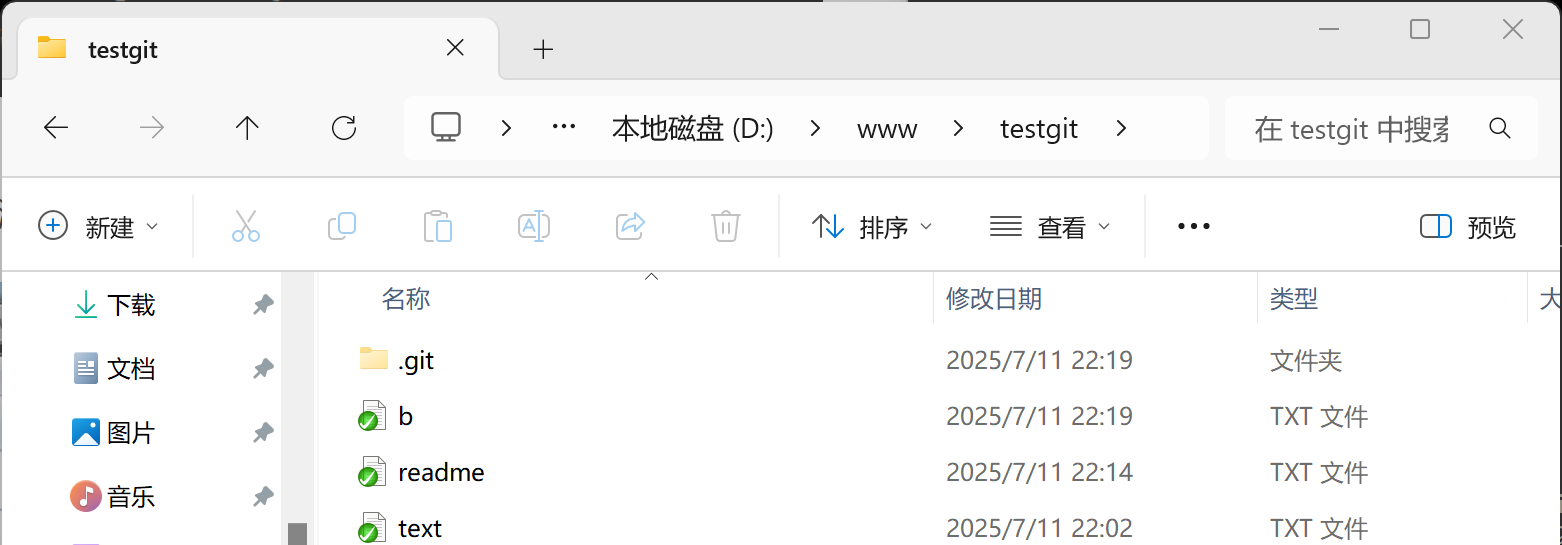 testgit
本地磁盘 (D:) www testgit 在 testgit 中搜索
新建 排序 查看 预览
名称 修改日期 类型 大
下载
.git 2025/7/11 22:19 文件夹
文档
b 2025/7/11 22:19 TXT 文件
图片
readme 2025/7/11 22:14 TXT 文件
音乐
text 2025/7/11 22:02 TXT 文件